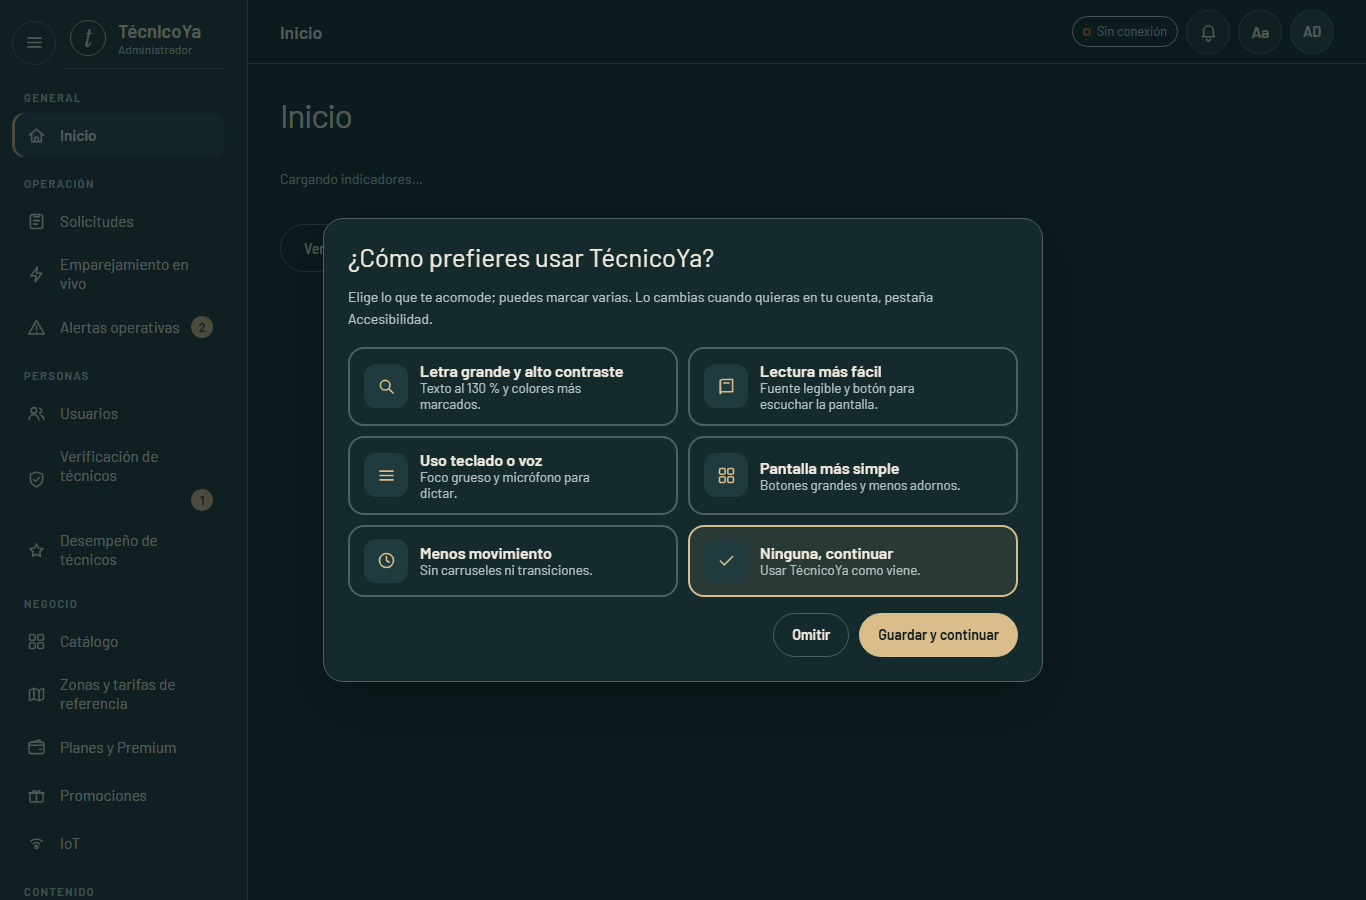 t
TécnicoYa
Administrador
GENERAL
Inicio
OPERACIÓN
Solicitudes
Emparejamiento en
vivo
Alertas operativas 2
PERSONAS
Usuarios
Verificación de
técnicos
1
Desempeño de
técnicos
NEGOCIO
Catálogo
Zonas y tarifas de
referencia
Planes y Premium
Promociones
IoT
CONTENIDO
Inicio
Sin conexión
Aa
AD
Inicio
Cargando indicadores...
Ver
¿Cómo prefieres usar TécnicoYa?
Elige lo que te acomode; puedes marcar varias. Lo cambias cuando quieras en tu cuenta, pestaña
Accesibilidad.
Letra grande y alto contraste
Texto al 130 % y colores más
marcados.
Lectura más fácil
Fuente legible y botón para
escuchar la pantalla.
Uso teclado o voz
Foco grueso y micrófono para
dictar.
Pantalla más simple
Botones grandes y menos adornos.
Menos movimiento
Sin carruseles ni transiciones.
Ninguna, continuar
Usar TécnicoYa como viene.
Omitir
Guardar y continuar